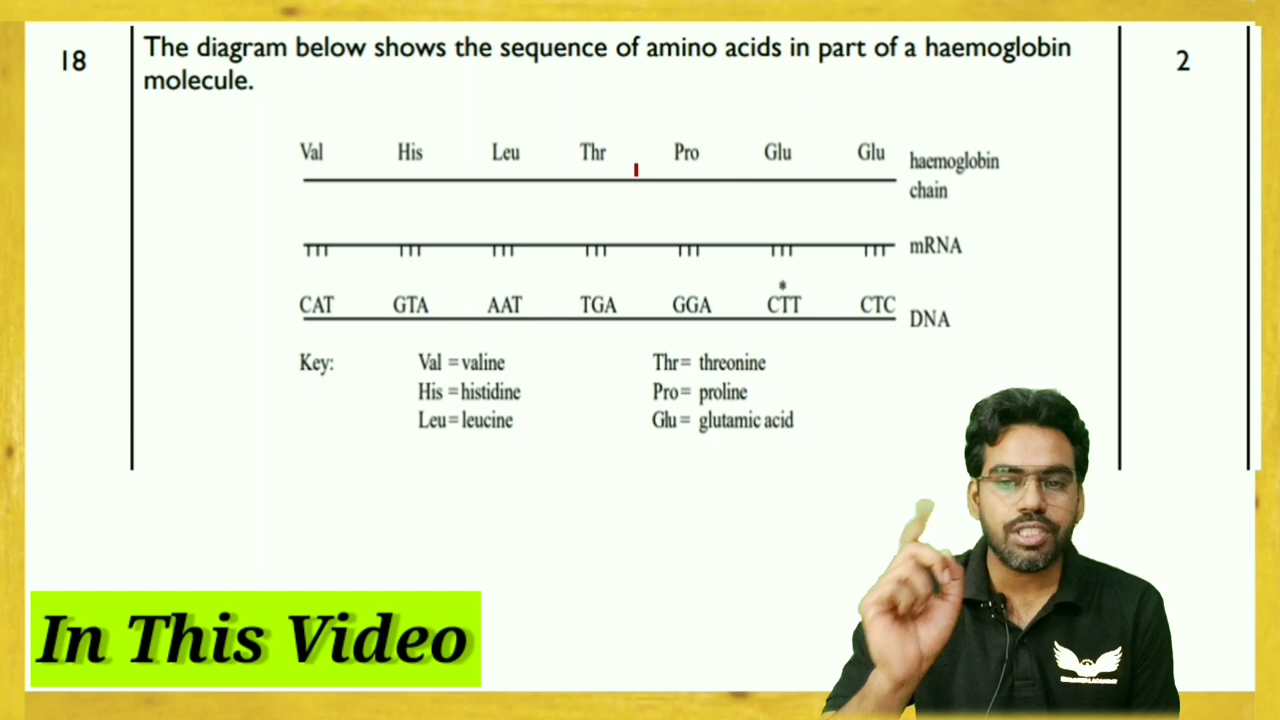 18
The diagram below shows the sequence of amino acids in part of a haemoglobin
molecule.
2
Val His Leu Thr Pro Glu Glu
haemoglobin
chain
mRNA
*
CAT GTA AAT TGA GGA CTT CTC
DNA
Key: Val =valine Thr= threonine
His =histidine Pro= proline
Leu=leucine Glu= glutamic acid
In This Video